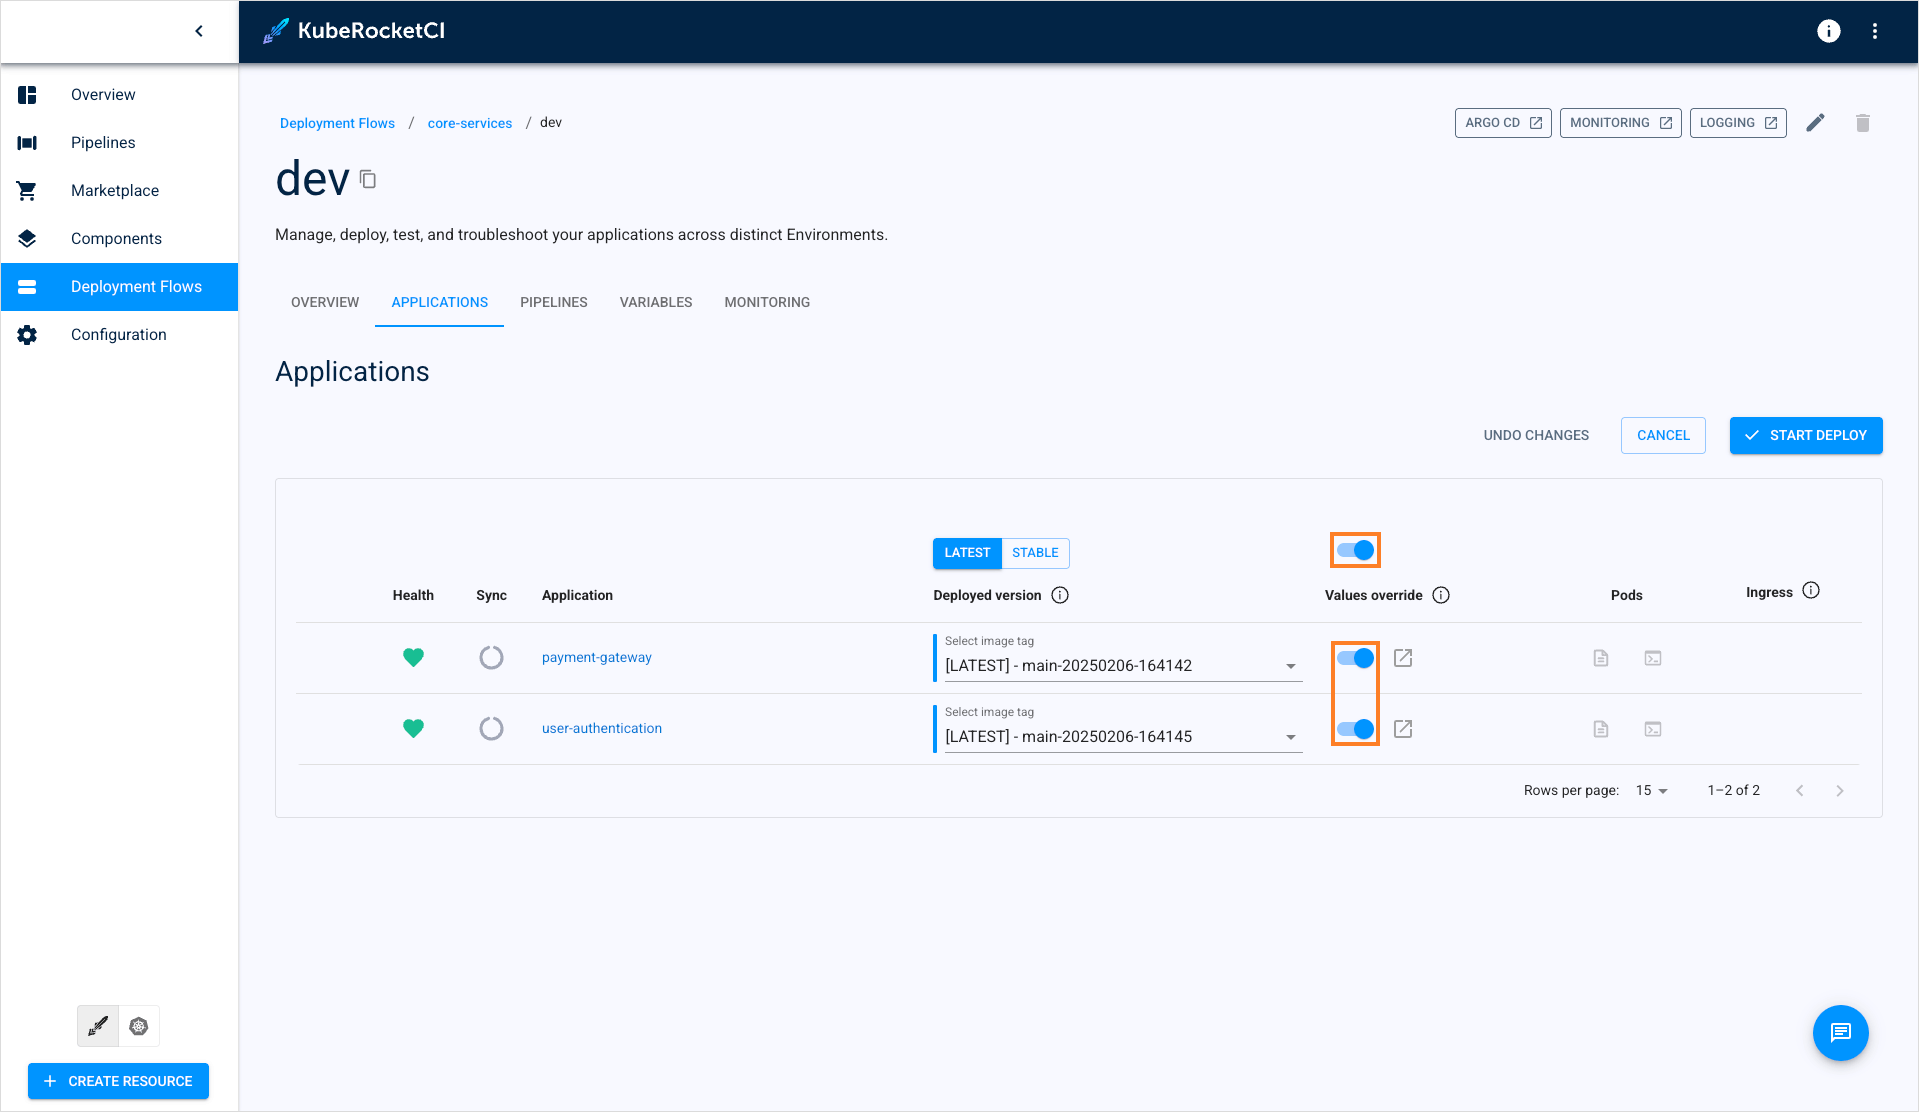 KubeRocketCI
Overview
Pipelines
Marketplace
Components
Deployment Flows
Configuration
CREATE RESOURCE
Deployment Flows / core-services / dev
ARGO CD
MONITORING
LOGGING
dev
Manage, deploy, test, and troubleshoot your applications across distinct Environments.
OVERVIEW APPLICATIONS PIPELINES VARIABLES MONITORING
Applications
UNDO CHANGES CANCEL START DEPLOY
LATEST STABLE
Health Sync Application Deployed version Values override Pods Ingress
Select image tag
payment-gateway [LATEST] - main-20250206-164142
Select image tag
user-authentication [LATEST] - main-20250206-164145
Rows per page: 15 1–2 of 2